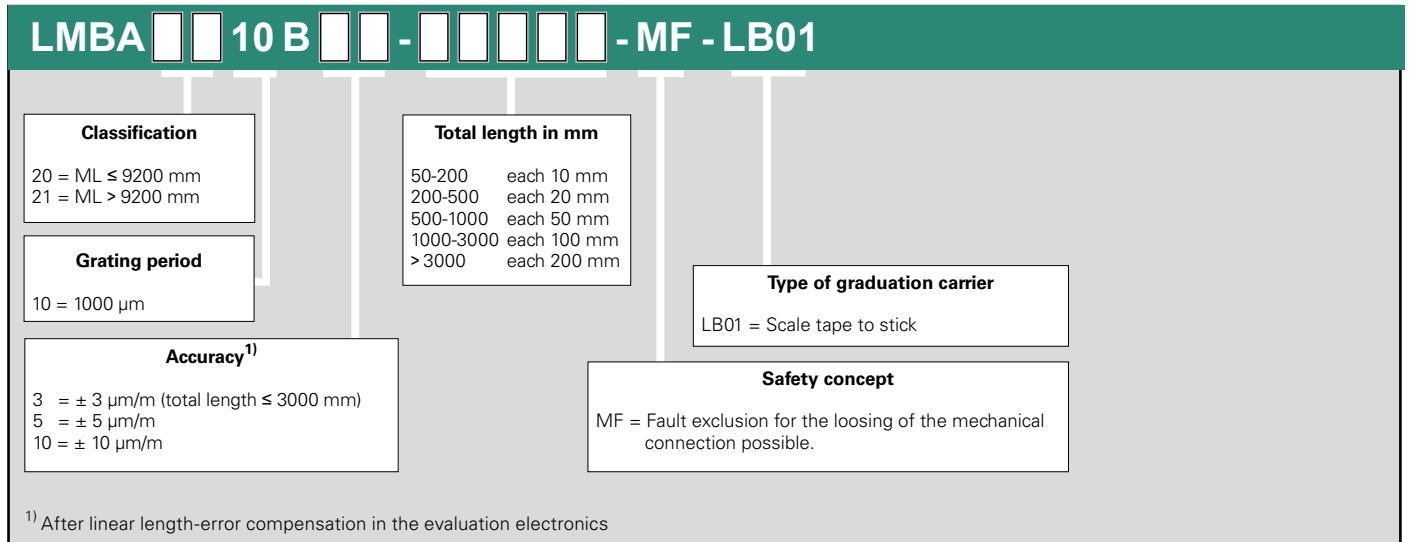 LMBA 10 B - - MF - LB01
Classification
20 = ML ≤ 9200 mm
21 = ML > 9200 mm
Grating period
10 = 1000 µm
Accuracy1)
3 = ± 3 µm/m (total length ≤ 3000 mm)
5 = ± 5 µm/m
10 = ± 10 µm/m
Total length in mm
50-200 each 10 mm
200-500 each 20 mm
500-1000 each 50 mm
1000-3000 each 100 mm
> 3000 each 200 mm
Type of graduation carrier
LB01 = Scale tape to stick
Safety concept
MF = Fault exclusion for the loosing of the mechanical
connection possible.
1) After linear length-error compensation in the evaluation electronics